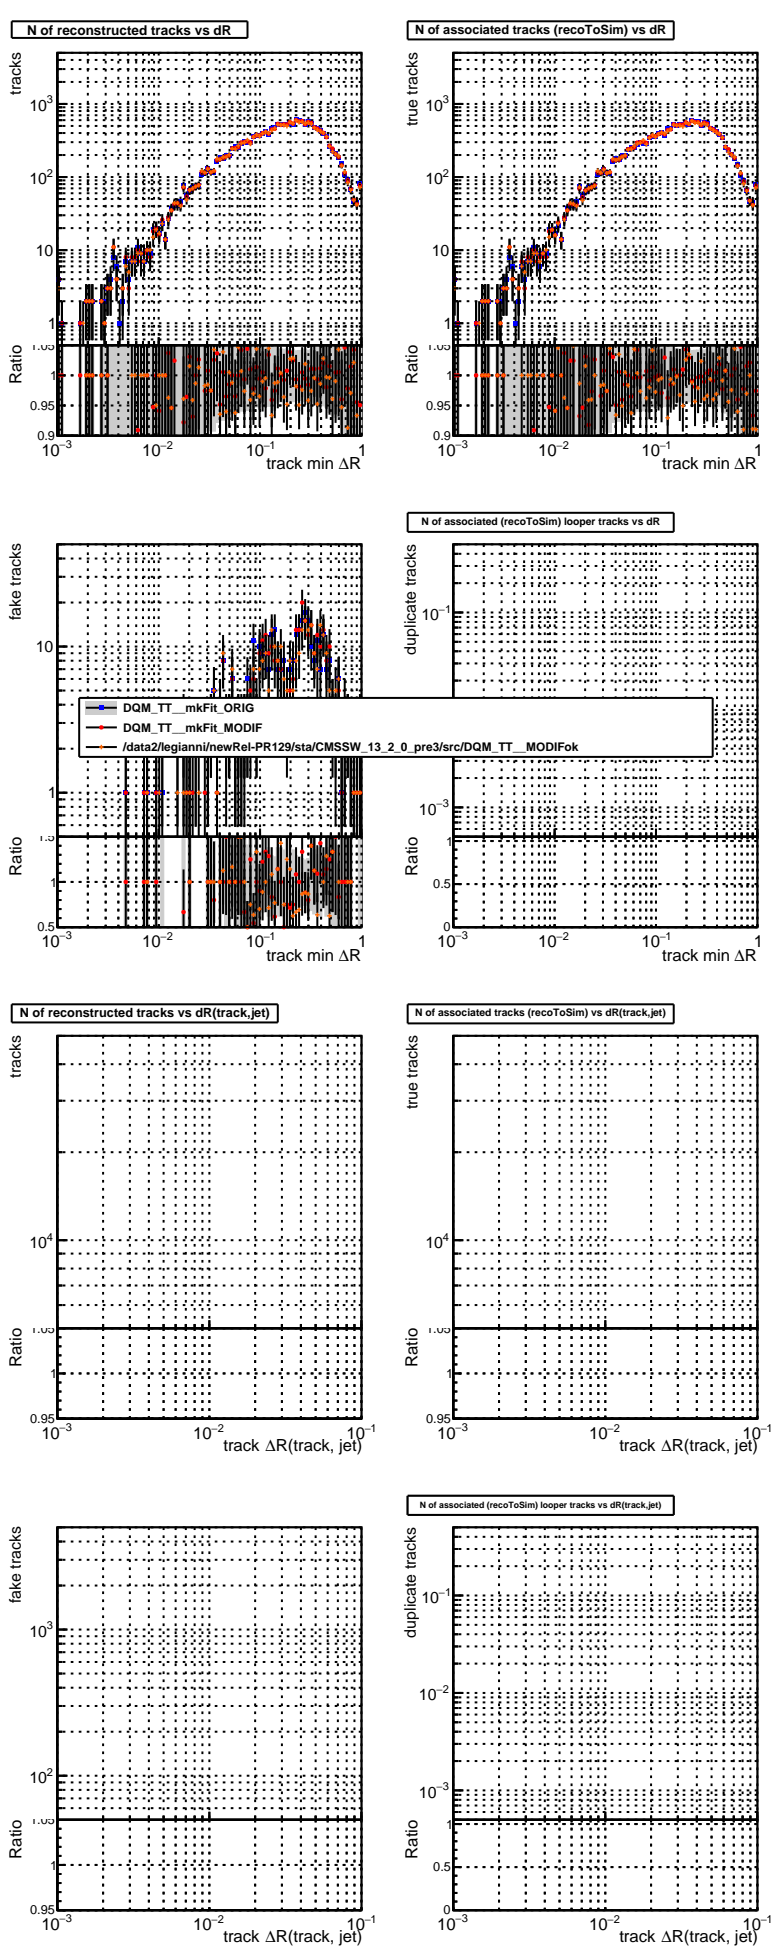 N of reconstructed tracks vs dR
tracks
10³
10²
10
1
Ratio
1.05
1
0.95
0.9
10⁻³ 10⁻² 10⁻¹ 1
track min ΔR
N of associated tracks (recoToSim) vs dR
true tracks
10³
10²
10
1
Ratio
1.05
1
0.95
0.9
10⁻³ 10⁻² 10⁻¹ 1
track min ΔR
fake tracks
10
1
Ratio
1.5
1
0.5
10⁻³ 10⁻² 10⁻¹ 1
track min ΔR
N of associated (recoToSim) looper tracks vs dR
duplicate tracks
10⁻¹
10⁻³
Ratio
1
0.5
0
10⁻³ 10⁻² 10⁻¹ 1
track min ΔR
DQM_TT__mkFit_ORIG
DQM_TT__mkFit_MODIF
/data2/legianni/newRel-PR129/sta/CMSSW_13_2_0_pre3/src/DQM_TT__MODIFok
N of reconstructed tracks vs dR(track,jet)
tracks
10⁴
Ratio
1.05
1
0.95
10⁻³ 10⁻² 10⁻¹
track ΔR(track, jet)
N of associated tracks (recoToSim) vs dR(track,jet)
true tracks
10⁴
Ratio
1.05
1
0.95
10⁻³ 10⁻² 10⁻¹
track ΔR(track, jet)
fake tracks
10³
10²
Ratio
1.05
1
0.95
10⁻³ 10⁻² 10⁻¹
track ΔR(track, jet)
N of associated (recoToSim) looper tracks vs dR(track,jet)
duplicate tracks
10⁻¹
10⁻²
10⁻³
Ratio
1
0.5
0
10⁻³ 10⁻² 10⁻¹
track ΔR(track, jet)